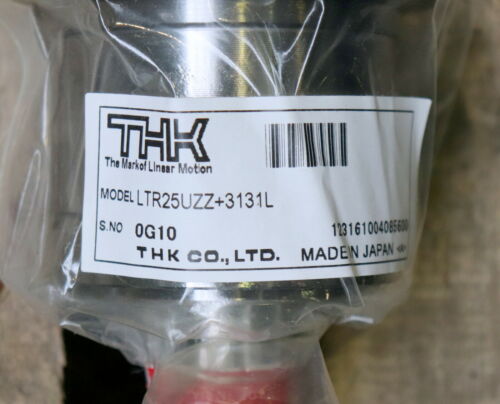 THK
The Mark of Linear Motion
MODEL LTR25UZZ+3131L
S.NO 0G10
THK CO., LTD. MADE IN JAPAN